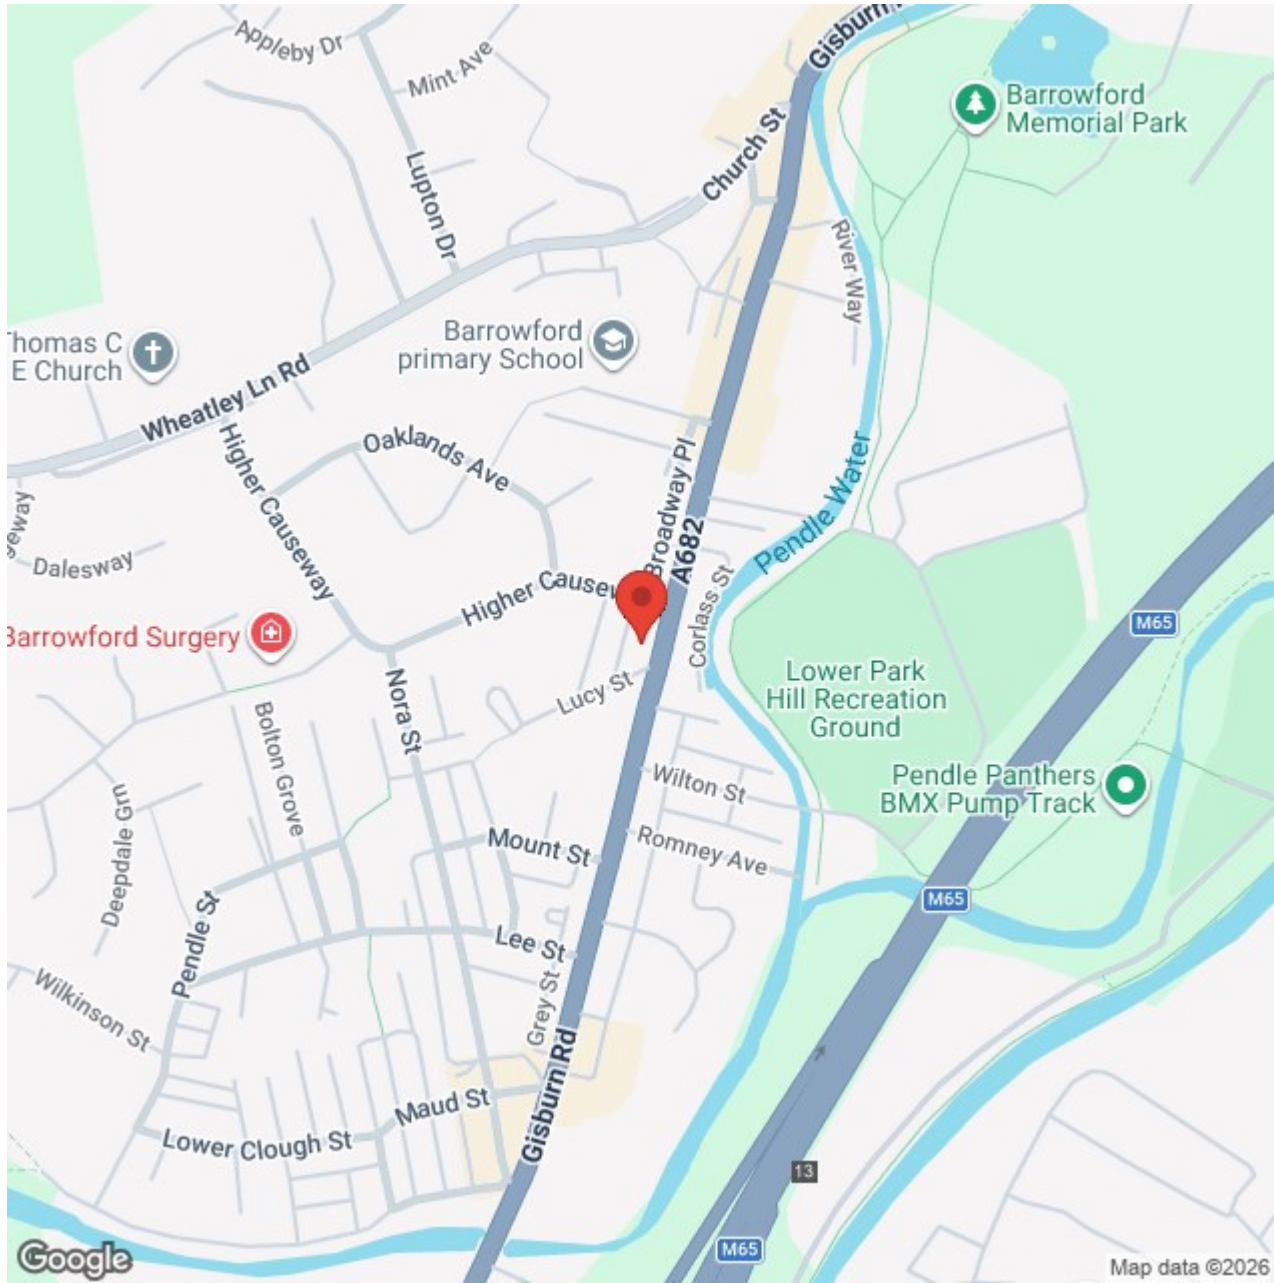 Appleby Dr
Mint Ave
Gisburn
Barrowford
Memorial Park
Church St
Lupton Dr
River Way
Thomas C
E Church
Barrowford
primary School
Wheatley Ln Rd
Higher Causeway
Oaklands Ave
Broadway Pl
A682
Pendle Water
geway
Dalesway
Higher Causew
Corlass St
M65
Barrowford Surgery
Lower Park
Hill Recreation
Ground
Lucy St
Nora St
Bolton Grove
Wilton St
Pendle Panthers
BMX Pump Track
Deepdale Grn
Mount St
Romney Ave
M65
Pendle St
Lee St
Wilkinson St
Grey St
Gisburn Rd
Maud St
Lower Clough St
13
M65
Google
Map data ©2026